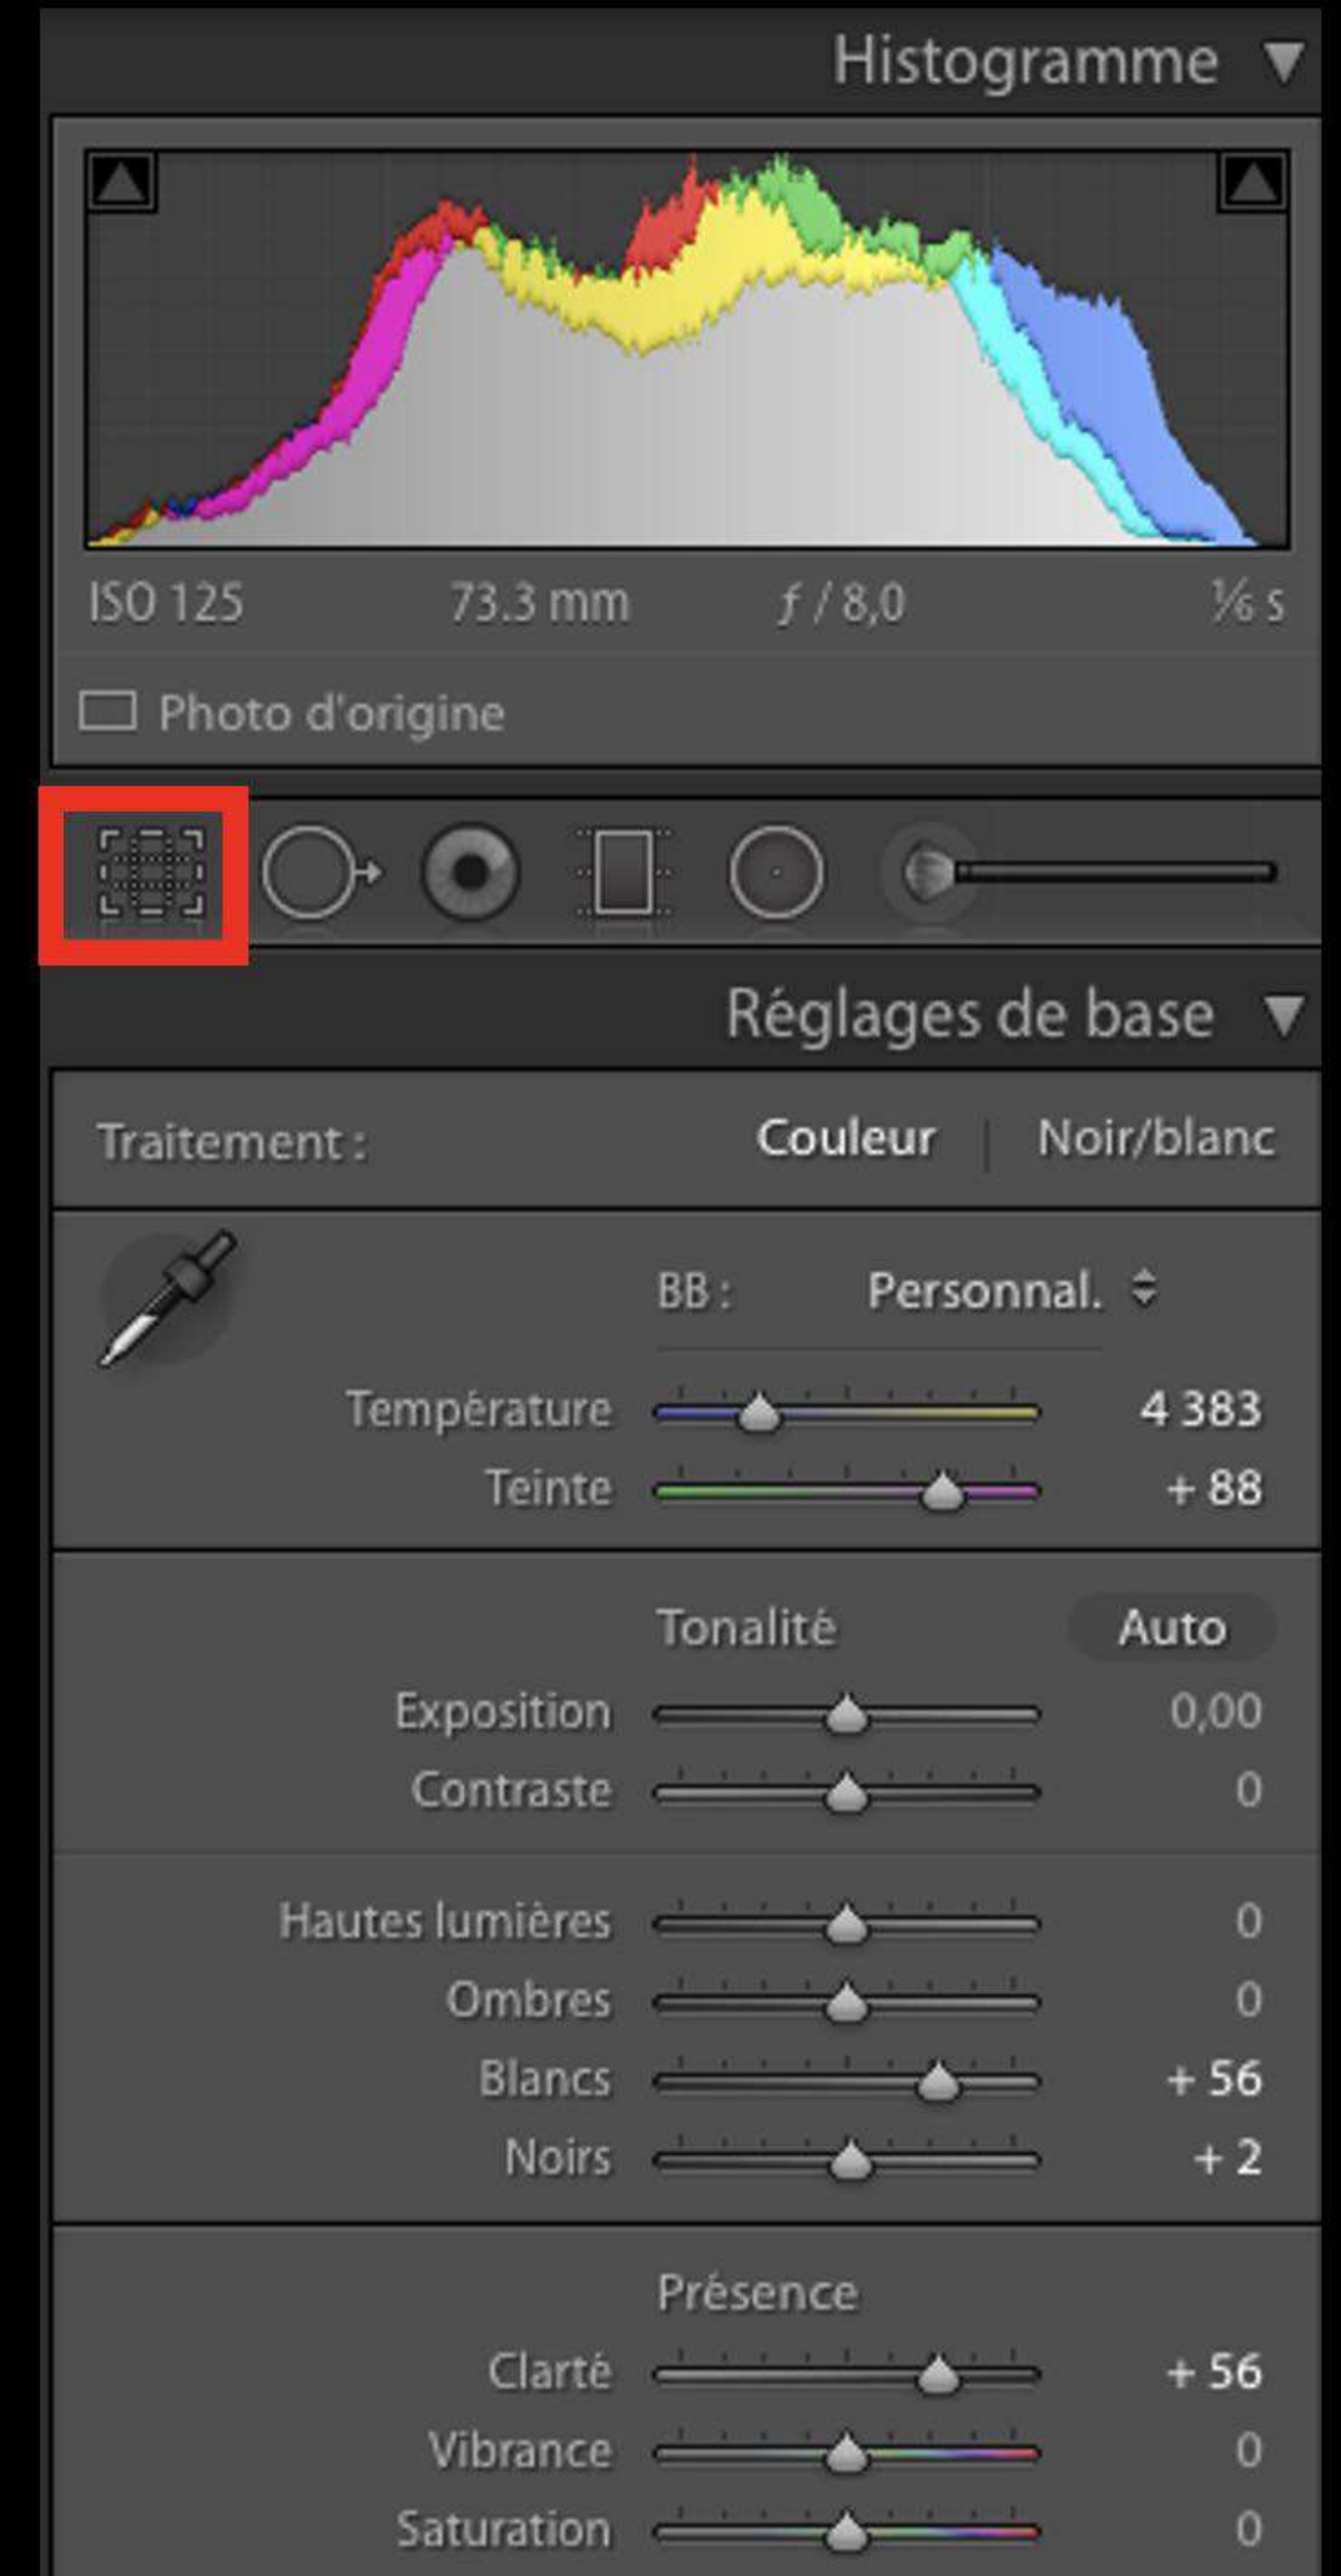 Histogramme
ISO 125 73.3 mm ƒ / 8,0 ⅙ s
Photo d'origine
Réglages de base
Traitement : Couleur | Noir/blanc
BB : Personnal.
Température 4 383
Teinte + 88
Tonalité Auto
Exposition 0,00
Contraste 0
Hautes lumières 0
Ombres 0
Blancs + 56
Noirs + 2
Présence
Clarté + 56
Vibrance 0
Saturation 0